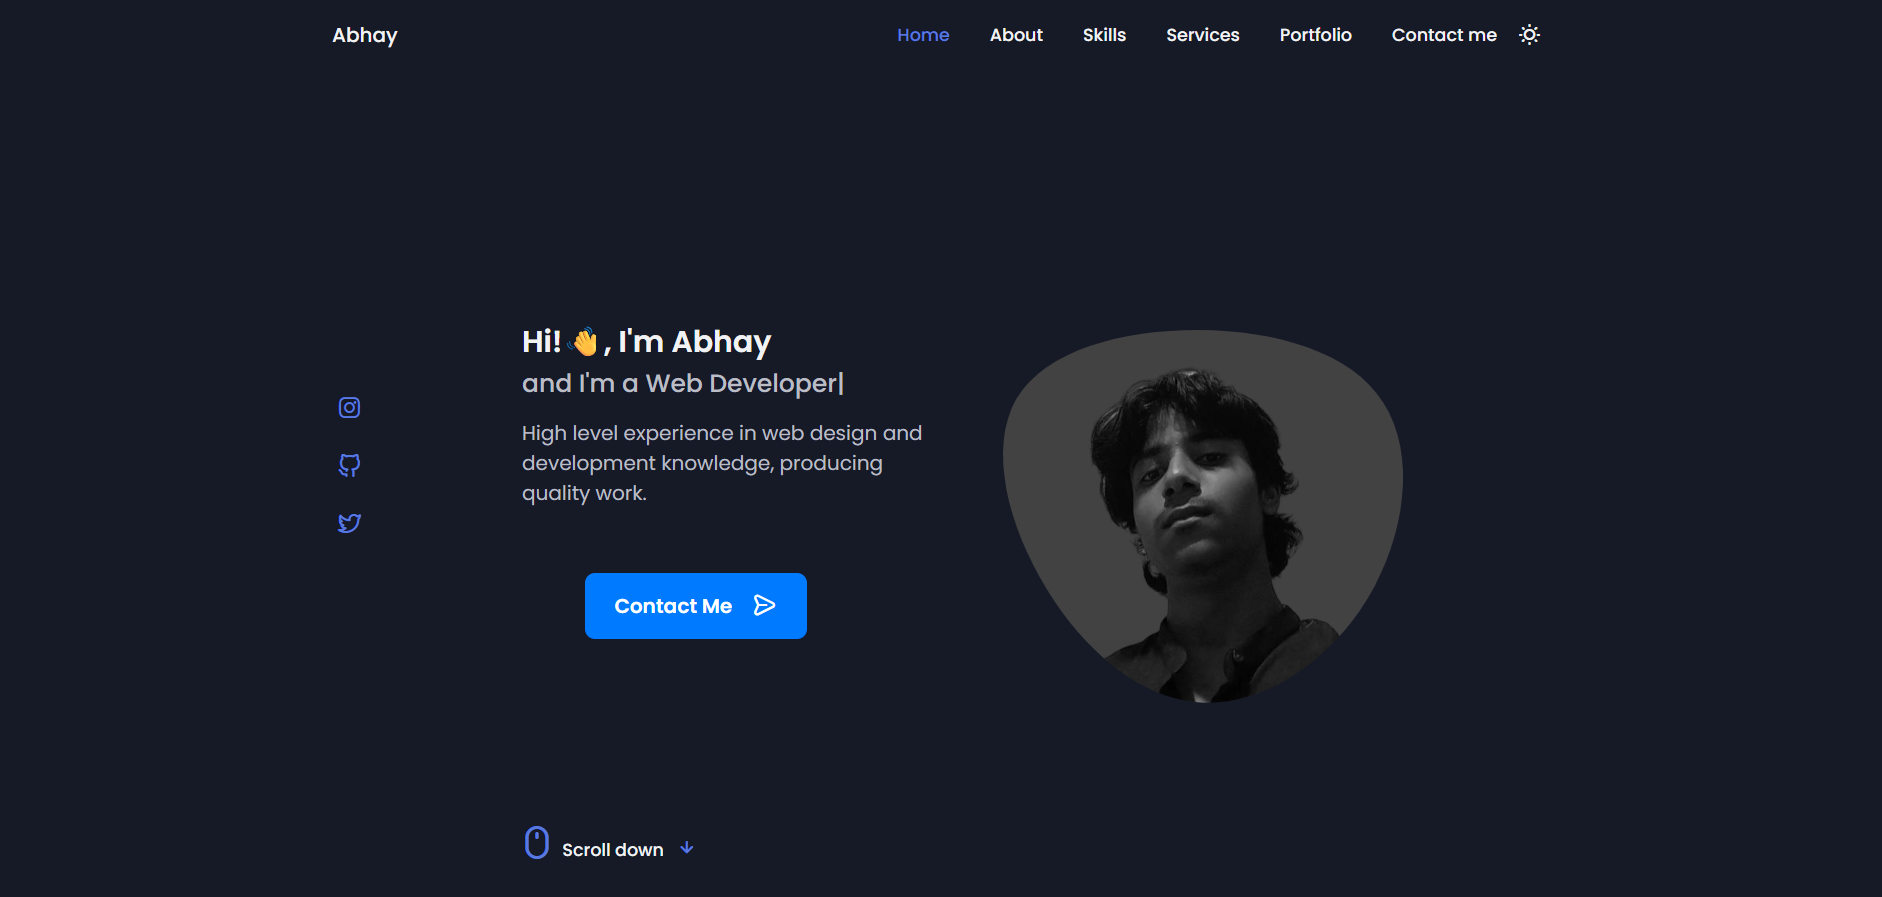 Abhay
Home About Skills Services Portfolio Contact me
Hi! 👋, I'm Abhay
and I'm a Web Developer|
High level experience in web design and
development knowledge, producing
quality work.
Contact Me
Scroll down